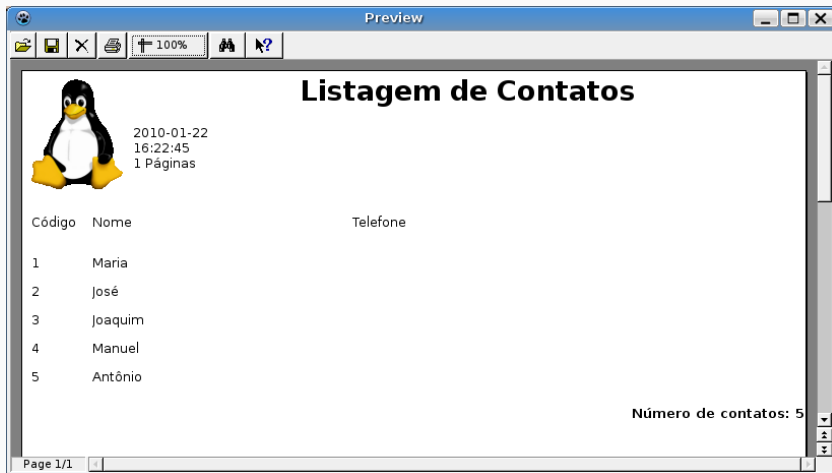 Preview
100%
Listagem de Contatos
2010-01-22
16:22:45
1 Páginas
Código Nome Telefone
1 Maria
2 José
3 Joaquim
4 Manuel
5 Antônio
Número de contatos: 5
Page 1/1